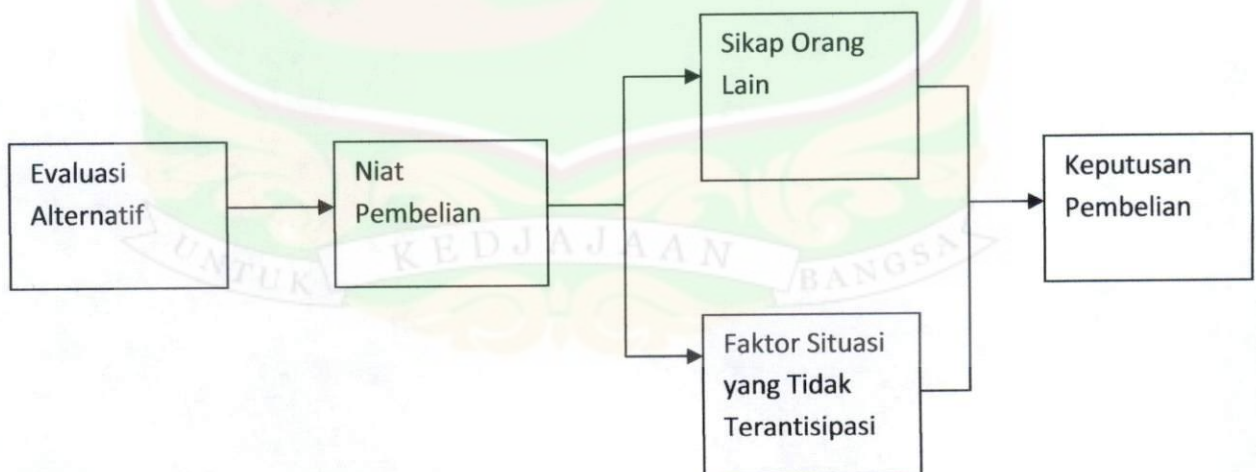 Evaluasi
Alternatif
Niat
Pembelian
Sikap Orang
Lain
Faktor Situasi
yang Tidak
Terantisipasi
Keputusan
Pembelian
UNTUK KEDJAJAAN BANGSA